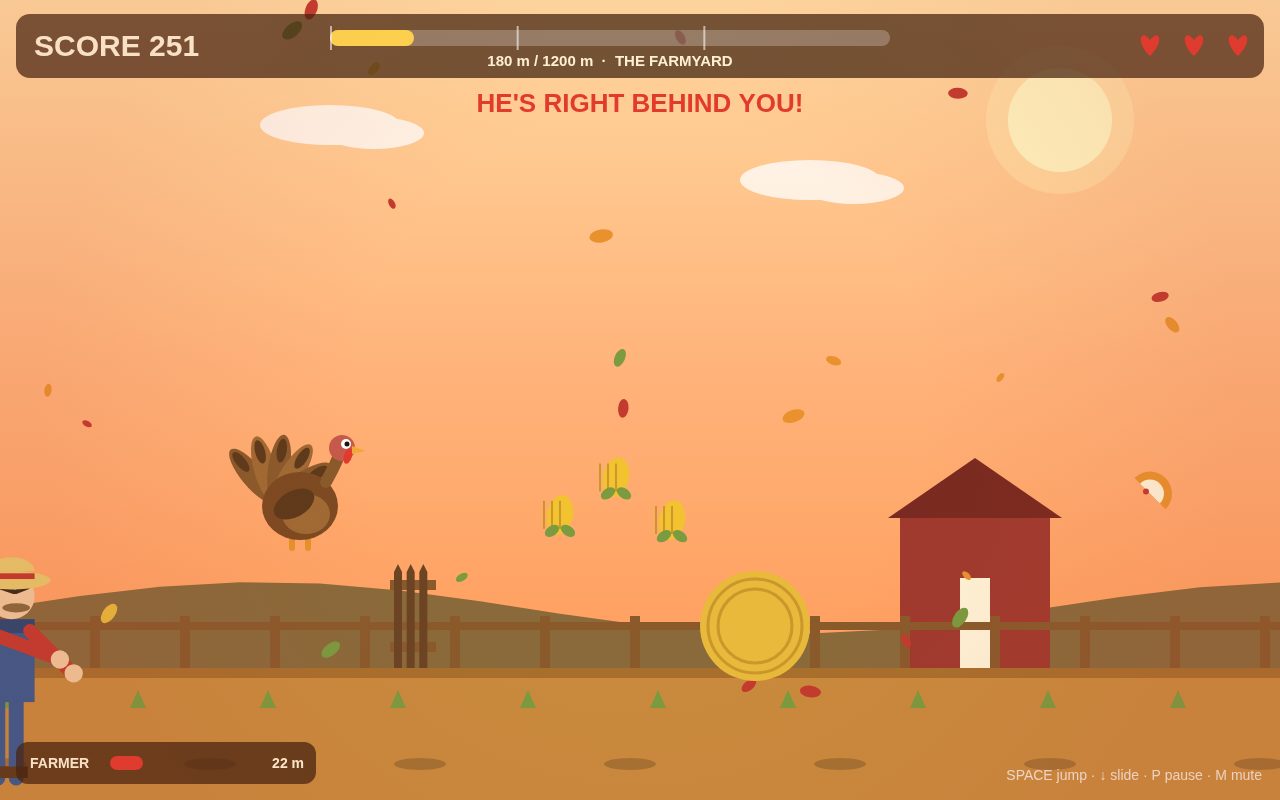 SCORE 251
180 m / 1200 m · THE FARMYARD
HE'S RIGHT BEHIND YOU!
FARMER 22 m
SPACE jump · ↓ slide · P pause · M mute